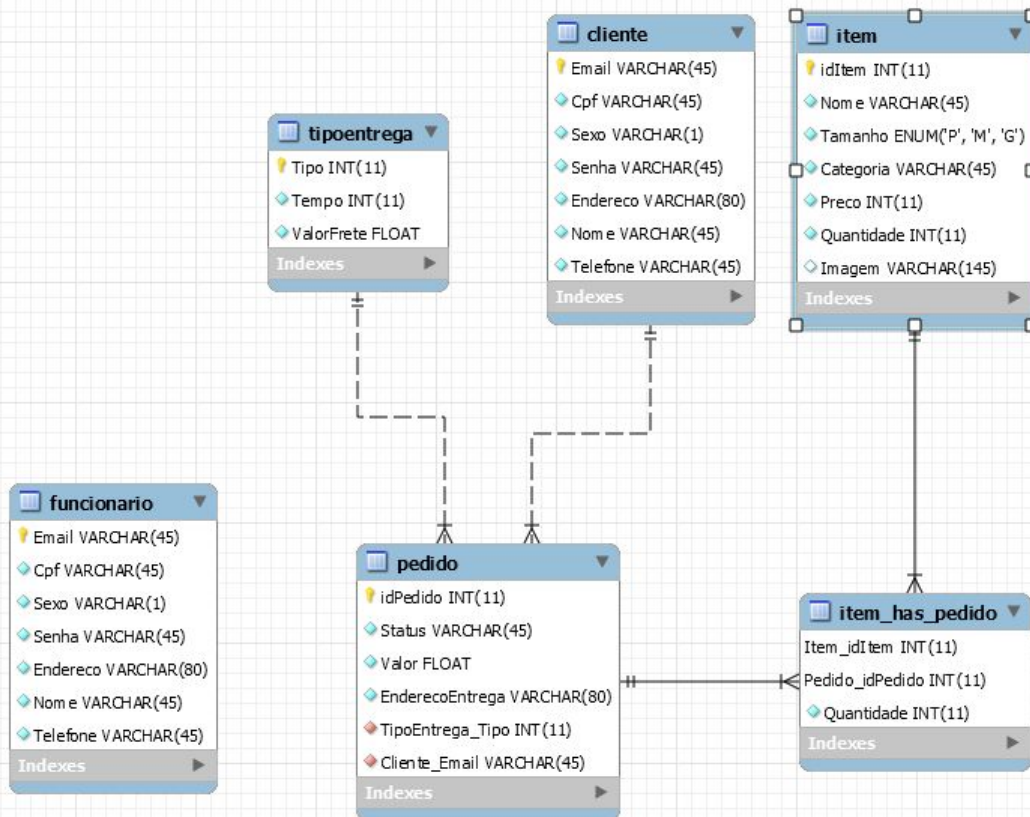 tipoentrega
Tipo INT(11)
Tempo INT(11)
ValorFrete FLOAT
Indexes
cliente
Email VARCHAR(45)
Cpf VARCHAR(45)
Sexo VARCHAR(1)
Senha VARCHAR(45)
Endereco VARCHAR(80)
Nome VARCHAR(45)
Telefone VARCHAR(45)
Indexes
item
idItem INT(11)
Nome VARCHAR(45)
Tamanho ENUM('P', 'M', 'G')
Categoria VARCHAR(45)
Preco INT(11)
Quantidade INT(11)
Imagem VARCHAR(145)
Indexes
funcionario
Email VARCHAR(45)
Cpf VARCHAR(45)
Sexo VARCHAR(1)
Senha VARCHAR(45)
Endereco VARCHAR(80)
Nome VARCHAR(45)
Telefone VARCHAR(45)
Indexes
pedido
idPedido INT(11)
Status VARCHAR(45)
Valor FLOAT
EnderecoEntrega VARCHAR(80)
TipoEntrega_Tipo INT(11)
Cliente_Email VARCHAR(45)
Indexes
item_has_pedido
Item_idItem INT(11)
Pedido_idPedido INT(11)
Quantidade INT(11)
Indexes